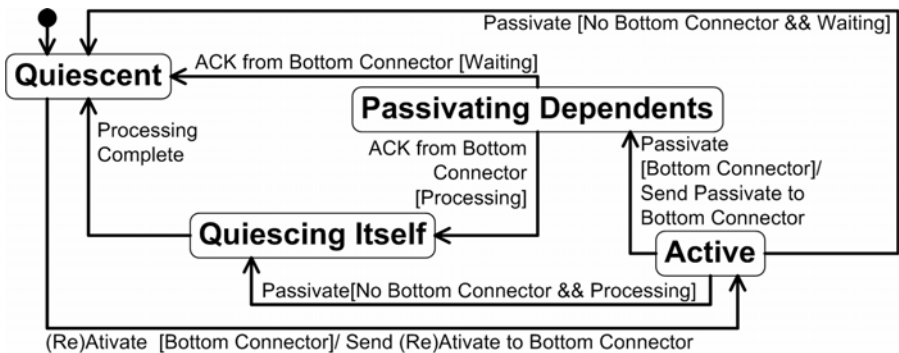 Passivate [No Bottom Connector && Waiting]
Quiescent
ACK from Bottom Connector [Waiting]
Passivating Dependents
Processing
Complete
ACK from Bottom
Connector
[Processing]
Passivate
[Bottom Connector]/
Send Passivate to
Bottom Connector
Quiescing Itself
Active
Passivate[No Bottom Connector && Processing]
(Re)Ativate [Bottom Connector]/ Send (Re)Ativate to Bottom Connector